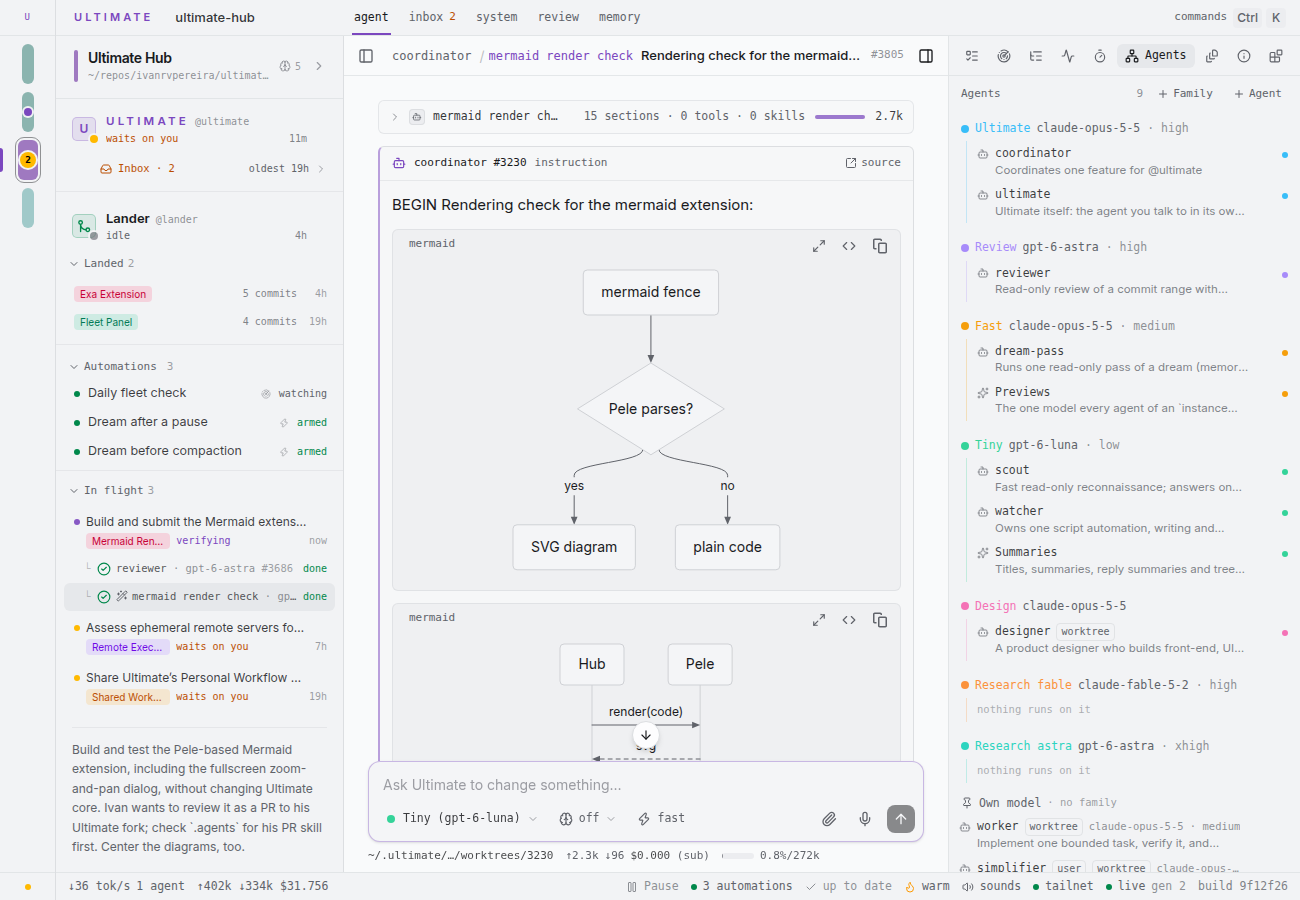 U
ULTIMATE ultimate-hub
agent inbox 2 system review memory
commands Ctrl K
2
Ultimate Hub
~/repos/ivanrvpereira/ultimat…
5
U
ULTIMATE @ultimate
waits on you 11m
Inbox · 2 oldest 19h
Lander @lander
idle 4h
Landed 2
Exa Extension 5 commits 4h
Fleet Panel 4 commits 19h
Automations 3
Daily fleet check watching
Dream after a pause armed
Dream before compaction armed
In flight 3
Build and submit the Mermaid extens...
Mermaid Ren... verifying now
└ reviewer · gpt-6-astra #3686 done
└ mermaid render check · gp… done
Assess ephemeral remote servers fo...
Remote Exec... waits on you 7h
Share Ultimate’s Personal Workflow ...
Shared Work... waits on you 19h
Build and test the Pele-based Mermaid
extension, including the fullscreen zoom-
and-pan dialog, without changing Ultimate
core. Ivan wants to review it as a PR to his
Ultimate fork; check `.agents` for his PR skill
first. Center the diagrams, too.
coordinator / mermaid render check Rendering check for the mermaid... #3805
mermaid render ch… 15 sections · 0 tools · 0 skills 2.7k
coordinator #3230 instruction source
BEGIN Rendering check for the mermaid extension:
mermaid
mermaid fence
Pele parses?
yes no
SVG diagram plain code
mermaid
Hub Pele
render(code)
Ask Ultimate to change something...
Tiny (gpt-6-luna) off fast
~/.ultimate/…/worktrees/3230 ↑2.3k ↓96 $0.000 (sub) 0.8%/272k
Agents
Agents 9 + Family + Agent
Ultimate claude-opus-5-5 · high
coordinator
Coordinates one feature for @ultimate
ultimate
Ultimate itself: the agent you talk to in its ow...
Review gpt-6-astra · high
reviewer
Read-only review of a commit range with...
Fast claude-opus-5-5 · medium
dream-pass
Runs one read-only pass of a dream (memor...
Previews
The one model every agent of an `instance...
Tiny gpt-6-luna · low
scout
Fast read-only reconnaissance; answers on...
watcher
Owns one script automation, writing and...
Summaries
Titles, summaries, reply summaries and tree...
Design claude-opus-5-5
designer worktree
A product designer who builds front-end, UI...
Research fable claude-fable-5-2 · high
nothing runs on it
Research astra gpt-6-astra · xhigh
nothing runs on it
Own model · no family
worker worktree claude-opus-5-5 · medium
Implement one bounded task, verify it, and...
simplifier user worktree claude-opus-…
↓36 tok/s 1 agent ↑402k ↓334k $31.756
Pause 3 automations up to date warm sounds tailnet live gen 2 build 9f12f26